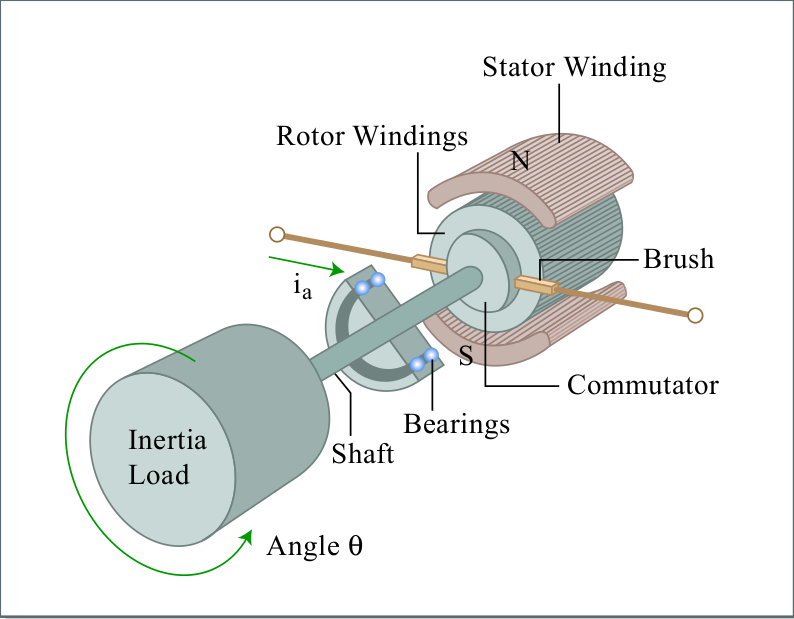 Stator Winding
Rotor Windings
N
Brush
iₐ
S
Commutator
Bearings
Inertia
Load
Shaft
Angle θ